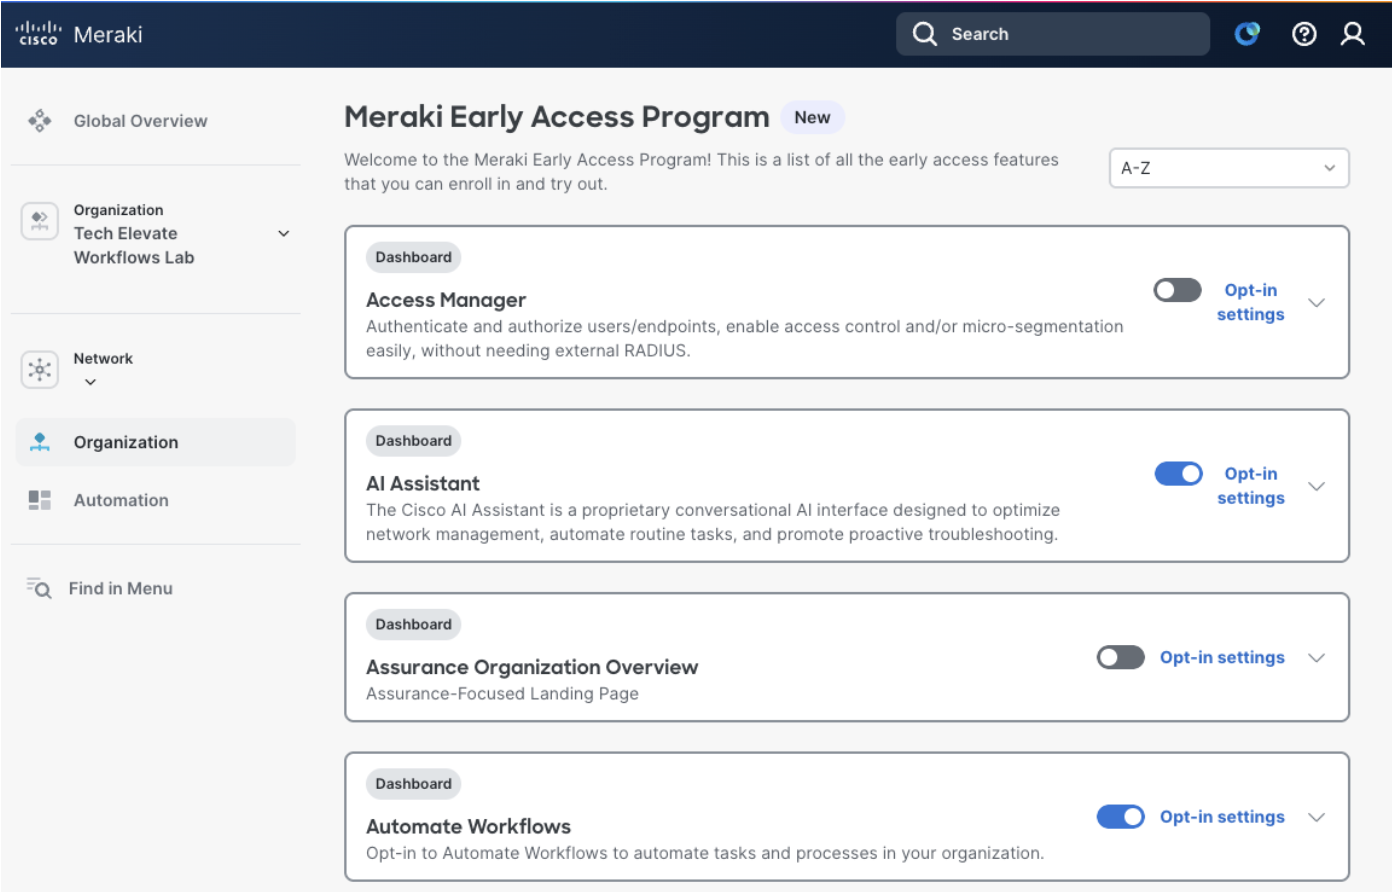 CISCO Meraki
Search
Global Overview
Organization
Tech Elevate
Workflows Lab
Network
Organization
Automation
Find in Menu
Meraki Early Access Program New
Welcome to the Meraki Early Access Program! This is a list of all the early access features
that you can enroll in and try out.
A-Z
Dashboard
Access Manager
Authenticate and authorize users/endpoints, enable access control and/or micro-segmentation
easily, without needing external RADIUS.
Opt-in
settings
Dashboard
AI Assistant
The Cisco AI Assistant is a proprietary conversational AI interface designed to optimize
network management, automate routine tasks, and promote proactive troubleshooting.
Opt-in
settings
Dashboard
Assurance Organization Overview
Assurance-Focused Landing Page
Opt-in settings
Dashboard
Automate Workflows
Opt-in to Automate Workflows to automate tasks and processes in your organization.
Opt-in settings